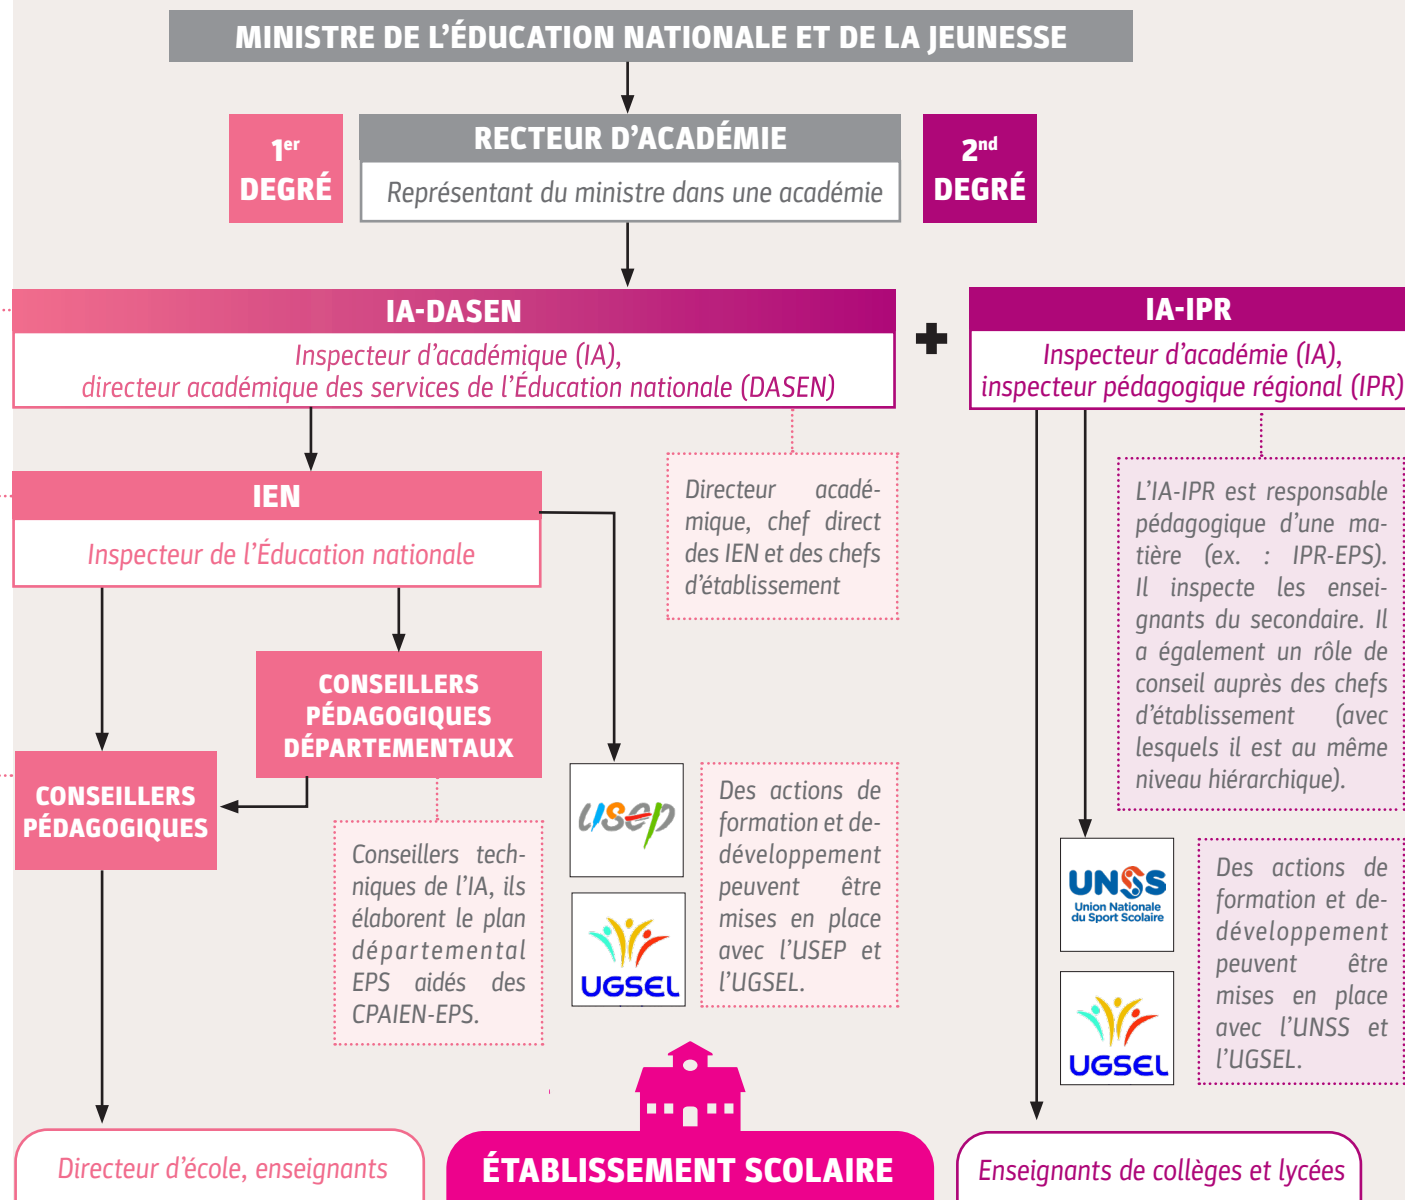 MINISTRE DE L'ÉDUCATION NATIONALE ET DE LA JEUNESSE
1er
DEGRÉ
RECTEUR D'ACADÉMIE
Représentant du ministre dans une académie
2nd
DEGRÉ
IA-DASEN
Inspecteur d'académique (IA),
directeur académique des services de l'Éducation nationale (DASEN)
IA-IPR
Inspecteur d'académie (IA),
inspecteur pédagogique régional (IPR)
IEN
Inspecteur de l'Éducation nationale
Directeur acadé-
mique, chef direct
des IEN et des chefs
d'établissement
L'IA-IPR est responsable
pédagogique d'une ma-
tière (ex. : IPR-EPS).
Il inspecte les ensei-
gnants du secondaire. Il
a également un rôle de
conseil auprès des chefs
d'établissement (avec
lesquels il est au même
niveau hiérarchique).
CONSEILLERS
PÉDAGOGIQUES
DÉPARTEMENTAUX
CONSEILLERS
PÉDAGOGIQUES
Conseillers tech-
niques de l'IA, ils
élaborent le plan
départemental
EPS aidés des
CPAIEN-EPS.
usep
UGSEL
Des actions de
formation et de-
développement
peuvent être
mises en place
avec l'USEP et
l'UGSEL.
UNSS
Union Nationale
du Sport Scolaire
UGSEL
Des actions de
formation et de-
développement
peuvent être
mises en place
avec l'UNSS et
l'UGSEL.
Directeur d'école, enseignants
ÉTABLISSEMENT SCOLAIRE
Enseignants de collèges et lycées